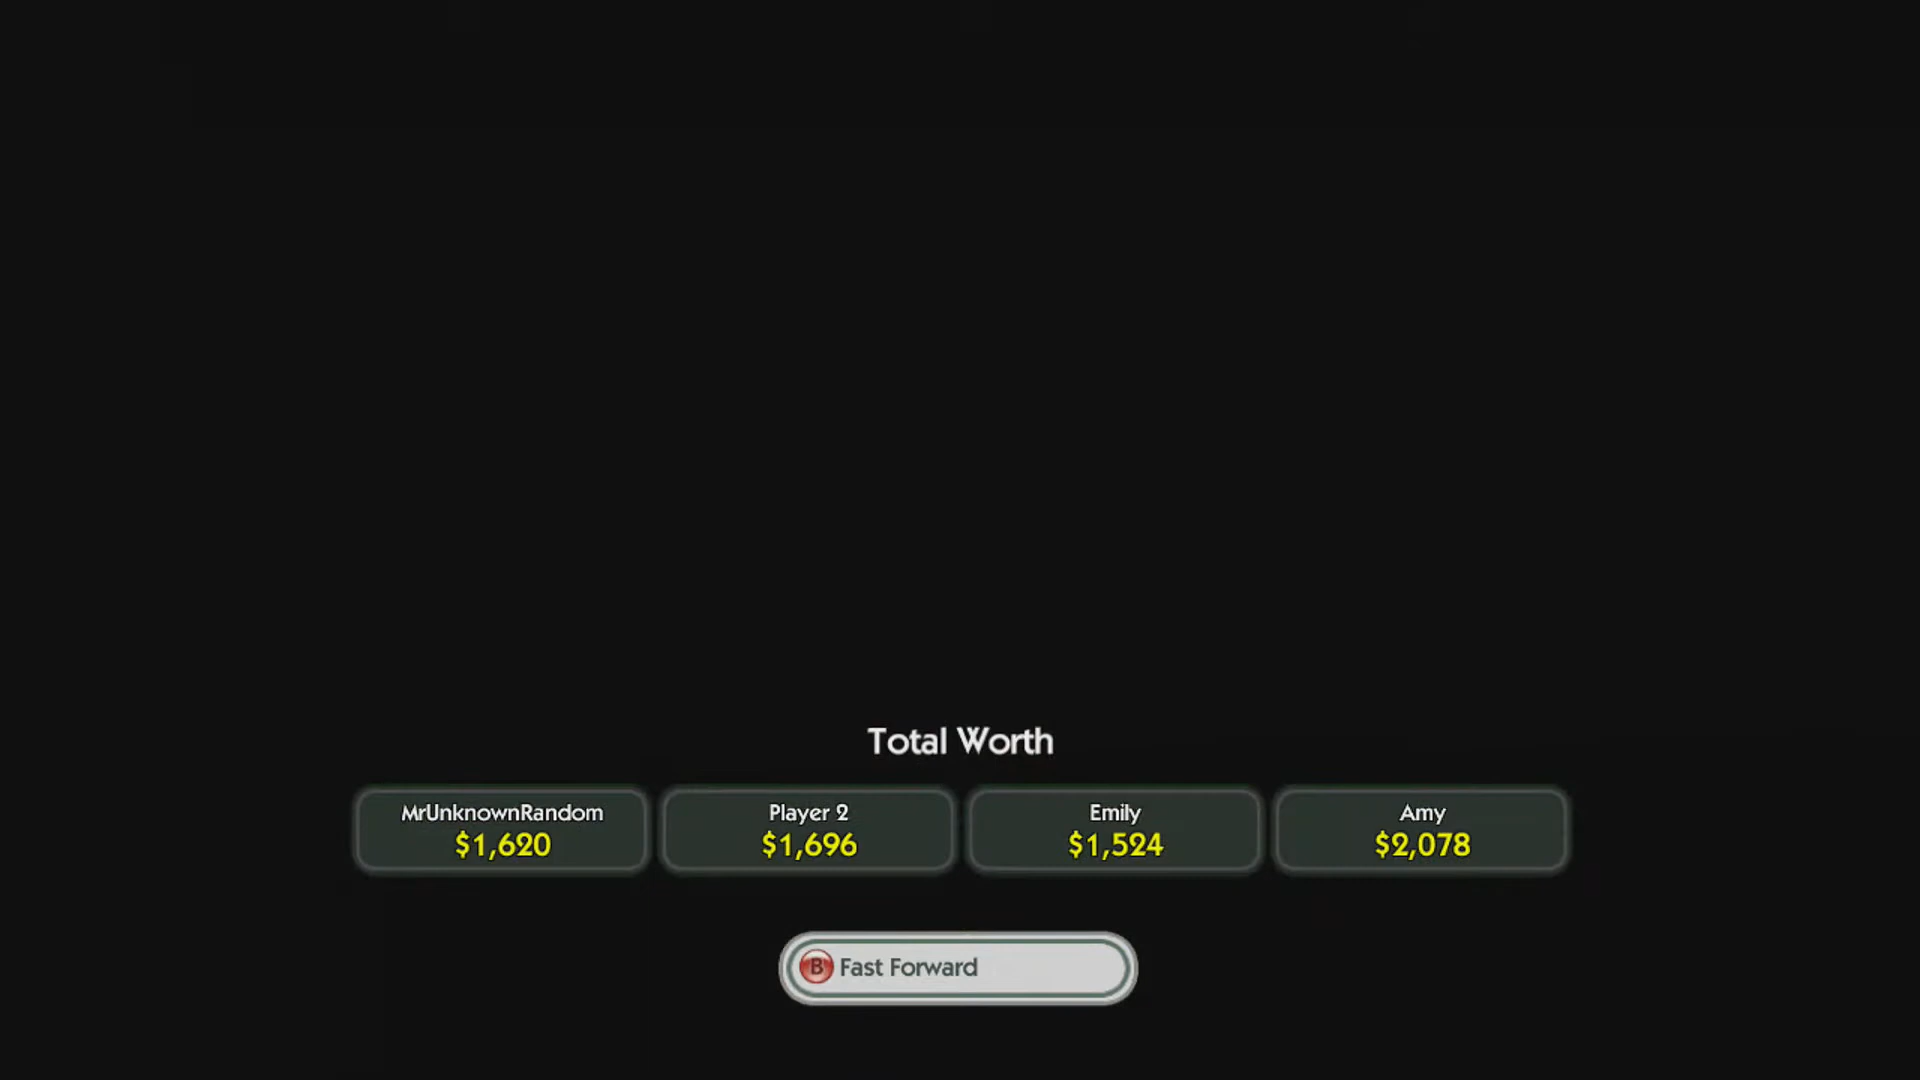 Total Worth
MrUnknownRandom
$1,620
Player 2
$1,696
Emily
$1,524
Amy
$2,078
B Fast Forward